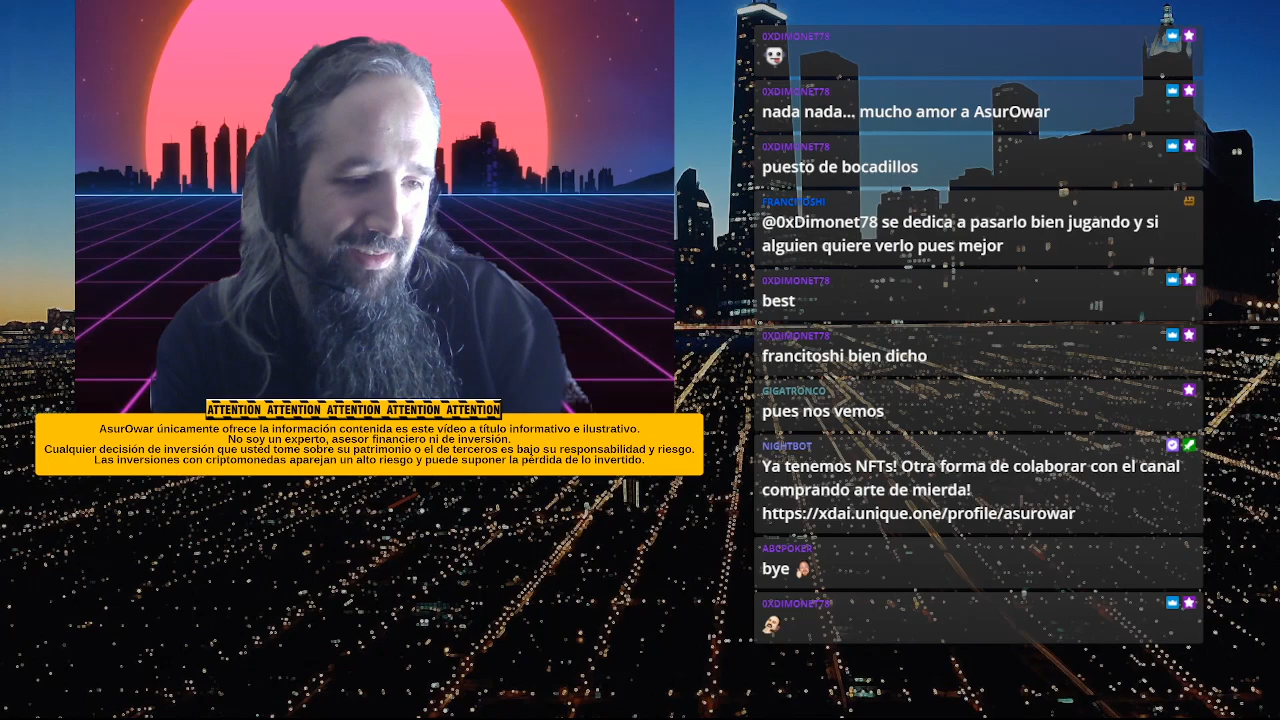 ATTENTION ATTENTION ATTENTION ATTENTION ATTENTION
AsurOwar únicamente ofrece la información contenida es este vídeo a título informativo e ilustrativo.
No soy un experto, asesor financiero ni de inversión.
Cualquier decisión de inversión que usted tome sobre su patrimonio o el de terceros es bajo su responsabilidad y riesgo.
Las inversiones con criptomonedas aparejan un alto riesgo y puede suponer la pérdida de lo invertido.
0XDIMONET78
0XDIMONET78
nada nada... mucho amor a AsurOwar
0XDIMONET78
puesto de bocadillos
FRANCITOSHI
@0xDimonet78 se dedica a pasarlo bien jugando y si
alguien quiere verlo pues mejor
0XDIMONET78
best
0XDIMONET78
francitoshi bien dicho
GIGATRONCO
pues nos vemos
NIGHTBOT
Ya tenemos NFTs! Otra forma de colaborar con el canal
comprando arte de mierda!
https://xdai.unique.one/profile/asurowar
ABCPOKER
bye
0XDIMONET78